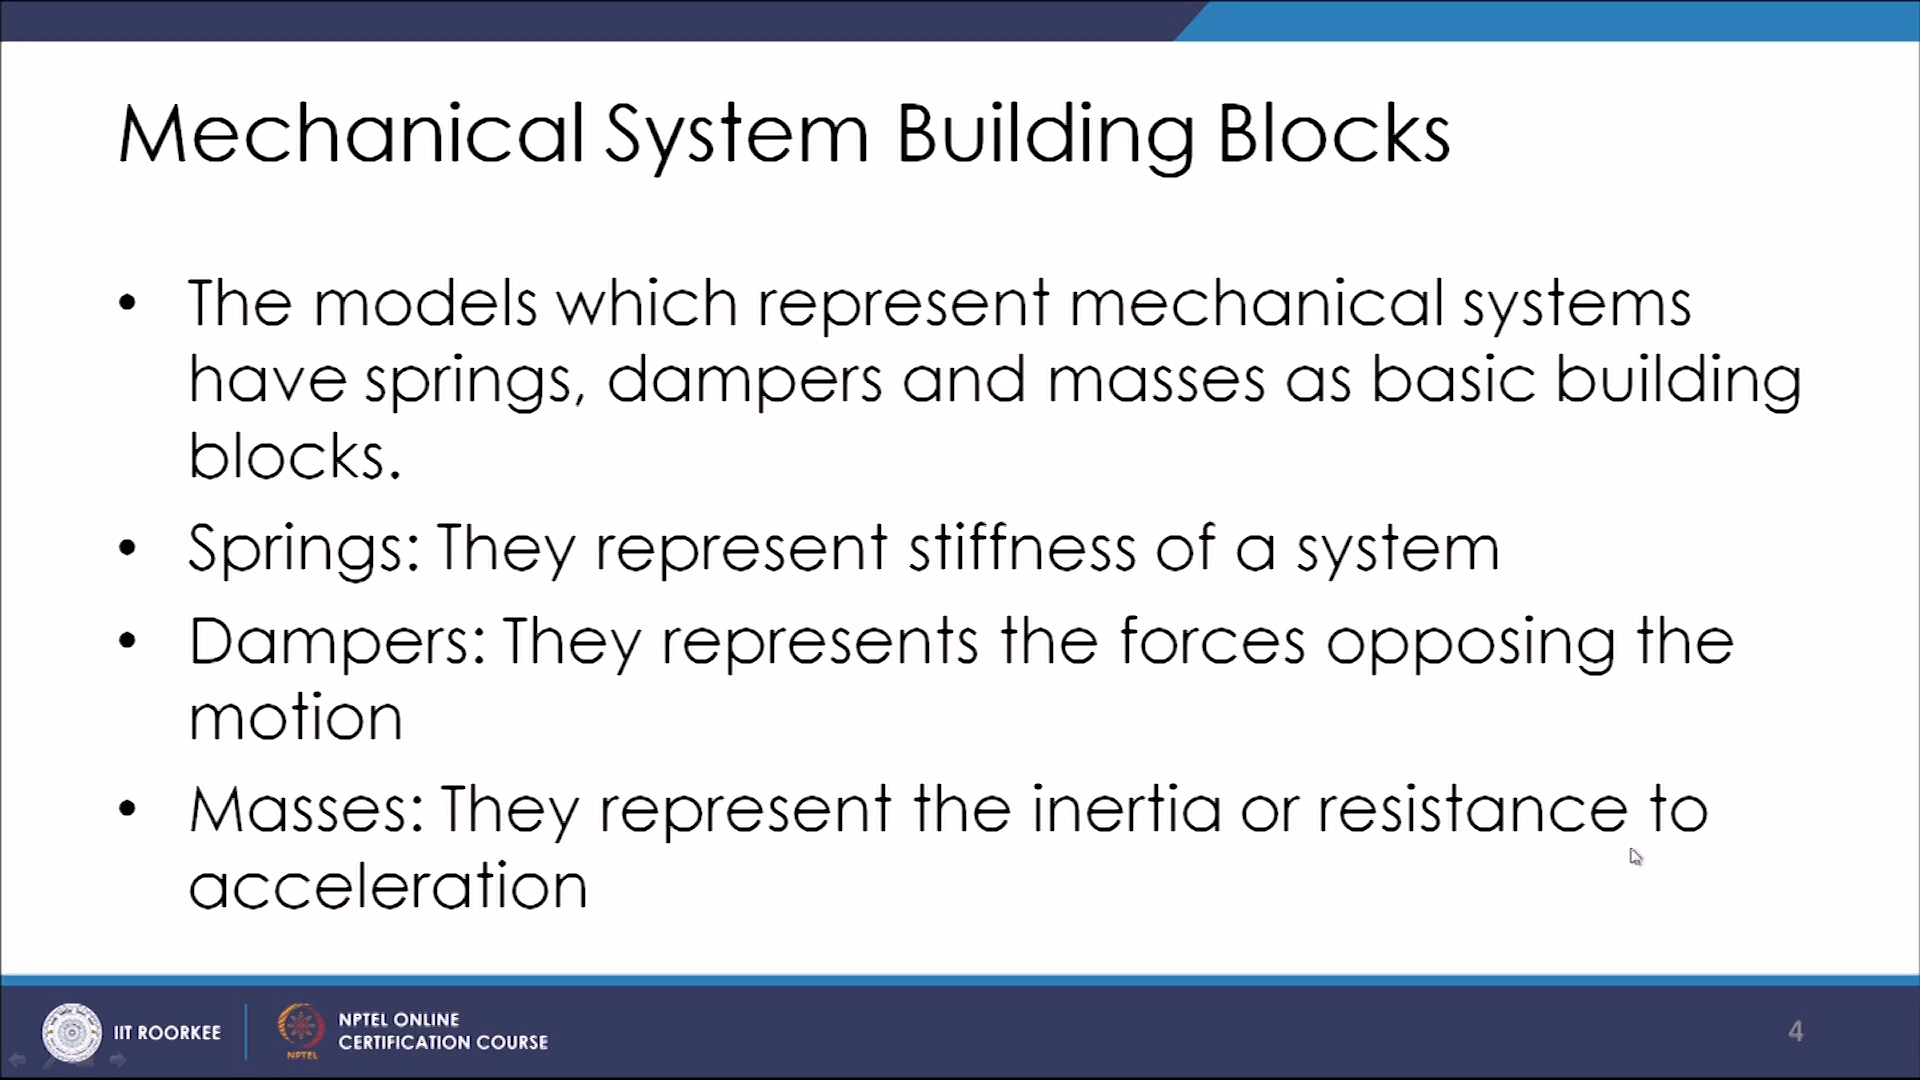 Mechanical System Building Blocks
• The models which represent mechanical systems
have springs, dampers and masses as basic building
blocks.
• Springs: They represent stiffness of a system
• Dampers: They represents the forces opposing the
motion
• Masses: They represent the inertia or resistance to
acceleration
IIT ROORKEE
NPTEL
NPTEL ONLINE
CERTIFICATION COURSE
4